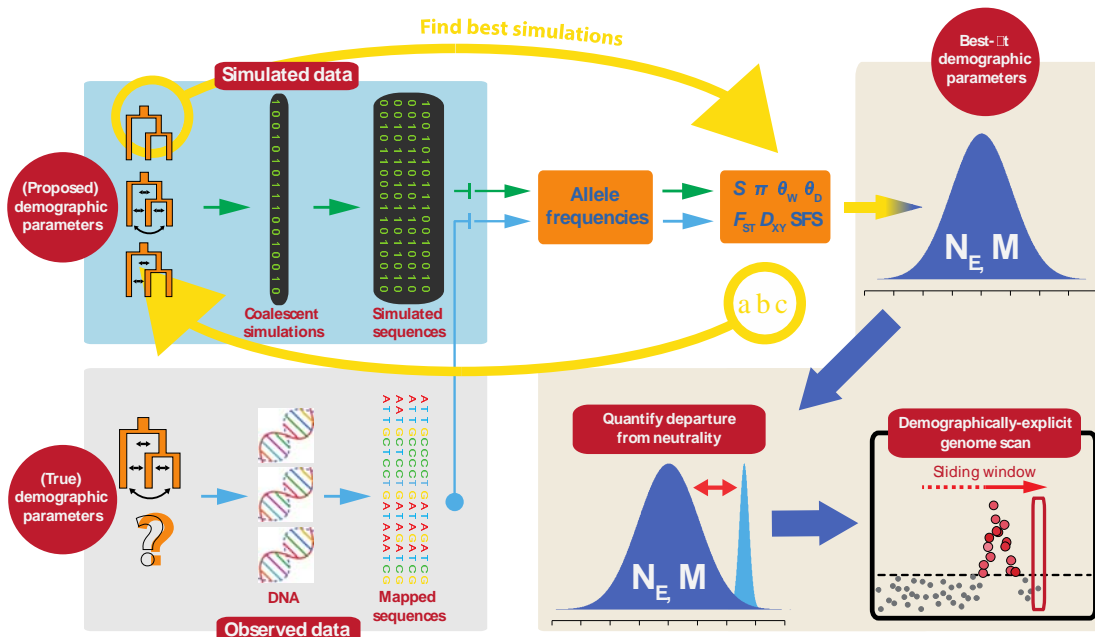 Find best simulations
Simulated data
(Proposed)
demographic
parameters
Coalescent
simulations
Simulated
sequences
Allele
frequencies
S π θW θD
FST DXY SFS
Best-□t
demographic
parameters
NE, M
abc
(True)
demographic
parameters
?
DNA
Mapped
sequences
Observed data
Quantify departure
from neutrality
NE, M
Demographically-explicit
genome scan
Sliding window